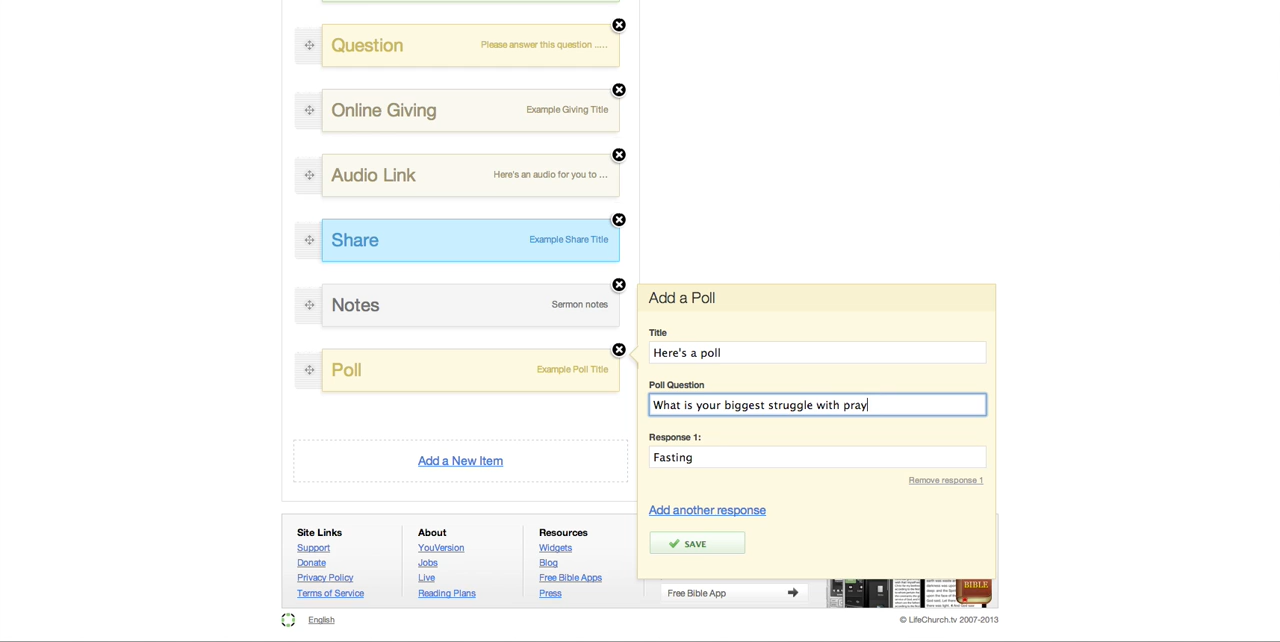 Question
Please answer this question .....
Online Giving
Example Giving Title
Audio Link
Here's an audio for you to ...
Share
Example Share Title
Notes
Sermon notes
Poll
Example Poll Title
Add a New Item
Add a Poll
Title
Here's a poll
Poll Question
What is your biggest struggle with pray
Response 1:
Fasting
Remove response 1
Add another response
SAVE
Site Links
Support
Donate
Privacy Policy
Terms of Service
About
YouVersion
Jobs
Live
Reading Plans
Resources
Widgets
Blog
Free Bible Apps
Press
Free Bible App
BIBLE
English
© LifeChurch.tv 2007-2013